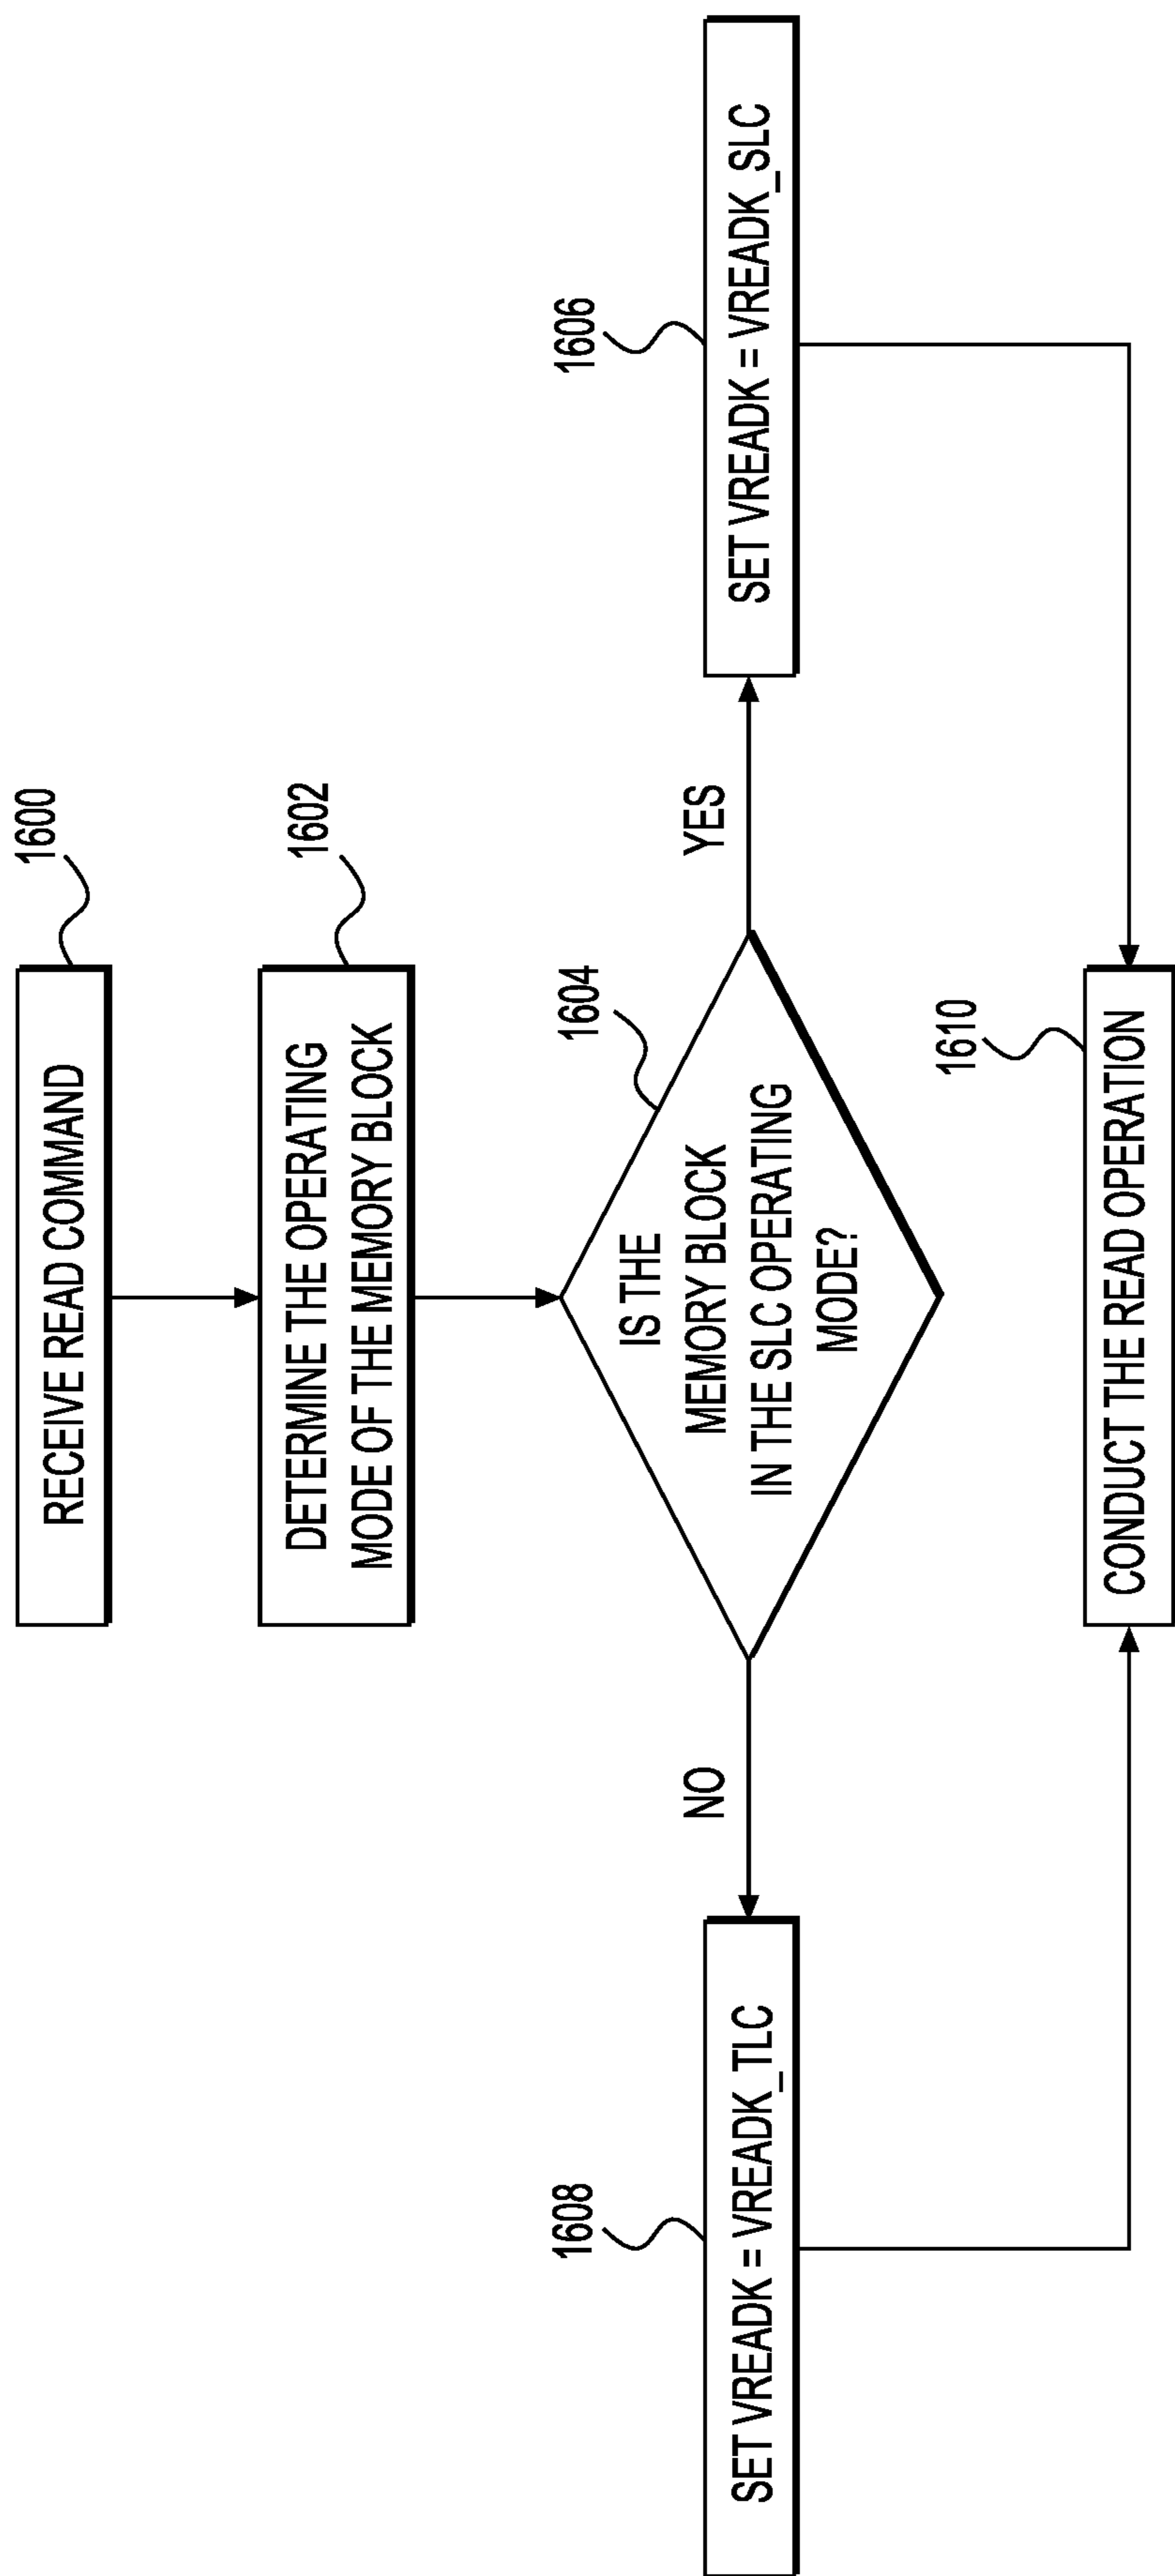 1600
RECEIVE READ COMMAND
1602
DETERMINE THE OPERATING
MODE OF THE MEMORY BLOCK
1604
IS THE
MEMORY BLOCK
IN THE SLC OPERATING
MODE?
NO
YES
1608
SET VREADK = VREADK_TLC
1606
SET VREADK = VREADK_SLC
1610
CONDUCT THE READ OPERATION